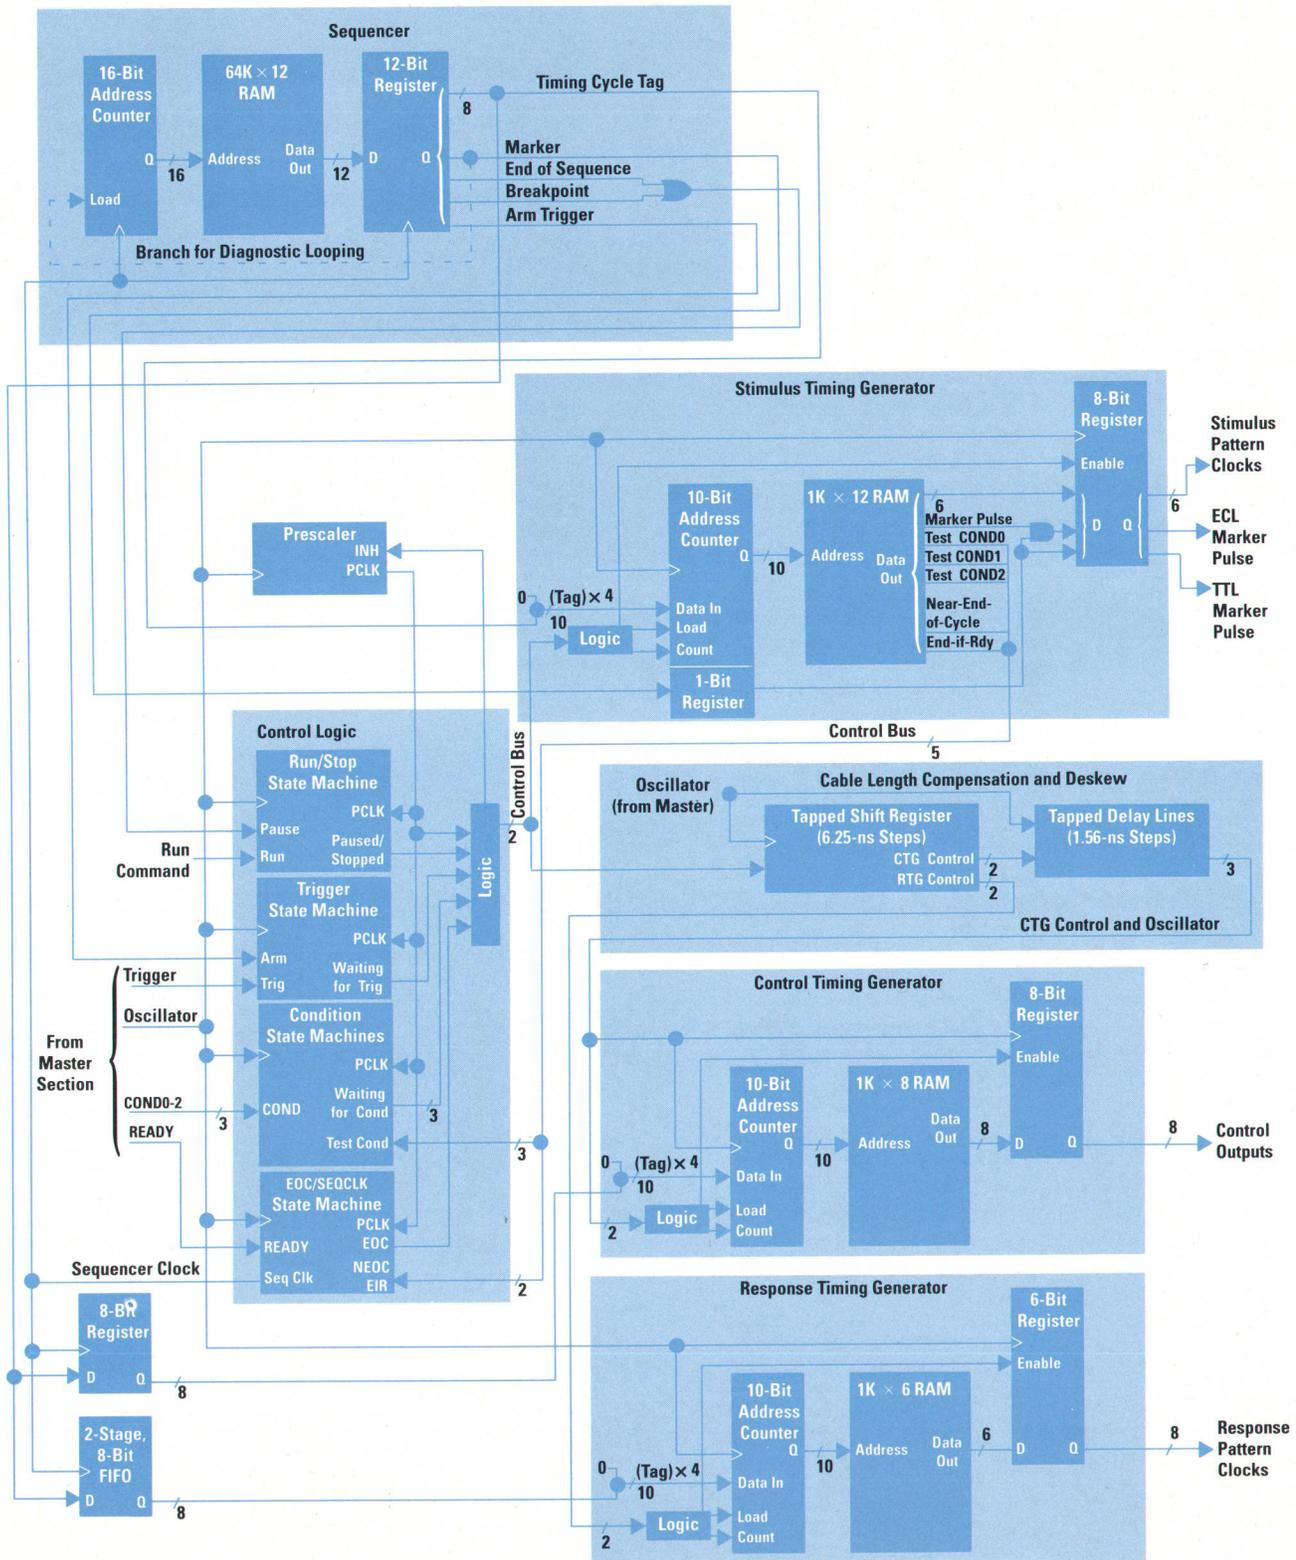 Sequencer
16-Bit
Address
Counter
Q
Load
16
64K × 12
RAM
Address
Data
Out
12
12-Bit
Register
D
Q
8
Timing Cycle Tag
Marker
End of Sequence
Breakpoint
Arm Trigger
Branch for Diagnostic Looping
Stimulus Timing Generator
8-Bit
Register
Enable
D
Q
6
Stimulus
Pattern
Clocks
ECL
Marker
Pulse
TTL
Marker
Pulse
10-Bit
Address
Counter
Q
10
Data In
Load
Count
1-Bit
Register
0
(Tag) × 4
10
Logic
1K × 12 RAM
Address
Data
Out
6
Marker Pulse
Test COND0
Test COND1
Test COND2
Near-End-
of-Cycle
End-if-Rdy
Prescaler
INH
PCLK
Control Logic
Run/Stop
State Machine
PCLK
Pause
Run
Paused/
Stopped
Run
Command
Trigger
State Machine
PCLK
Arm
Trig
Waiting
for Trig
Condition
State Machines
PCLK
COND
Waiting
for Cond
3
Test Cond
3
EOC/SEQCLK
State Machine
PCLK
READY
EOC
Seq Clk
NEOC
EIR
2
Logic
Control Bus
2
Control Bus
5
From
Master
Section
Trigger
Oscillator
COND0-2
3
READY
Cable Length Compensation and Deskew
Oscillator
(from Master)
Tapped Shift Register
(6.25-ns Steps)
CTG Control
RTG Control
2
2
Tapped Delay Lines
(1.56-ns Steps)
3
CTG Control and Oscillator
Control Timing Generator
8-Bit
Register
Enable
D
Q
8
Control
Outputs
10-Bit
Address
Counter
Q
10
Data In
Load
Count
1K × 8 RAM
Address
Data
Out
8
0
(Tag) × 4
10
Logic
2
Sequencer Clock
8-Bit
Register
D
Q
8
2-Stage,
8-Bit
FIFO
D
Q
8
Response Timing Generator
6-Bit
Register
Enable
D
Q
8
Response
Pattern
Clocks
10-Bit
Address
Counter
Q
10
Data In
Load
Count
1K × 6 RAM
Address
Data
Out
6
0
(Tag) × 4
10
Logic
2